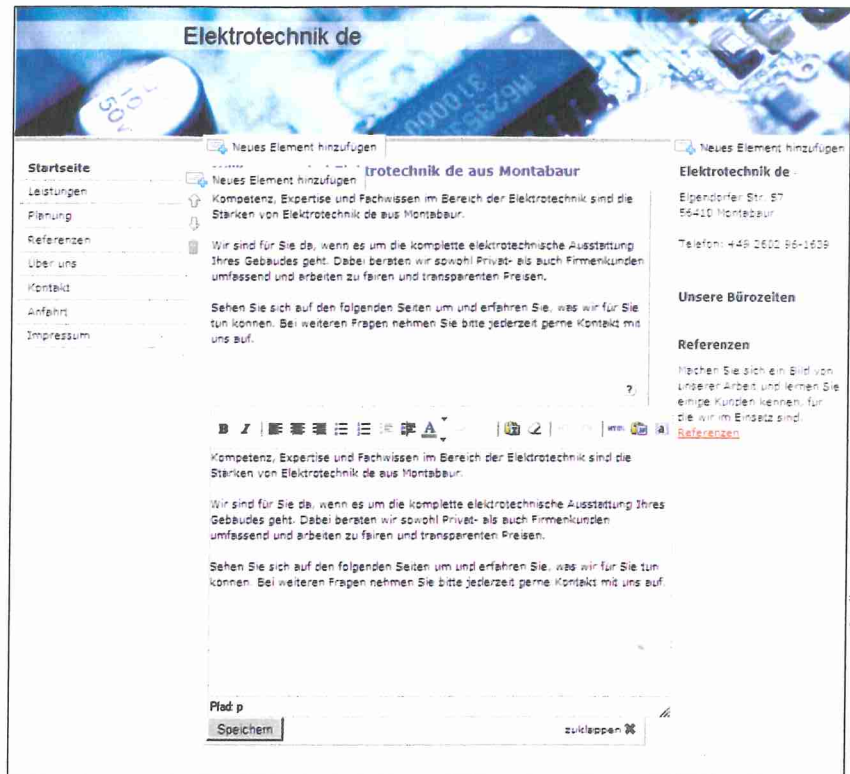 Elektrotechnik de
Neues Element hinzufügen
Neues Element hinzufügen
Startseite
Leistungen
Planung
Referenzen
Über uns
Kontakt
Anfahrt
Impressum
trotechnik de aus Montabaur
Neues Element hinzufügen
Kompetenz, Expertise und Fachwissen im Bereich der Elektrotechnik sind die
Stärken von Elektrotechnik de aus Montabaur.
Wir sind für Sie da, wenn es um die komplette elektrotechnische Ausstattung
Ihres Gebäudes geht. Dabei beraten wir sowohl Privat- als auch Firmenkunden
umfassend und arbeiten zu fairen und transparenten Preisen.
Sehen Sie sich auf den folgenden Seiten um und erfahren Sie, was wir für Sie
tun können. Bei weiteren Fragen nehmen Sie bitte jederzeit gerne Kontakt mit
uns auf.
?
B I A HTML
Kompetenz, Expertise und Fachwissen im Bereich der Elektrotechnik sind die
Stärken von Elektrotechnik de aus Montabaur.
Wir sind für Sie da, wenn es um die komplette elektrotechnische Ausstattung Ihres
Gebäudes geht. Dabei beraten wir sowohl Privat- als auch Firmenkunden
umfassend und arbeiten zu fairen und transparenten Preisen.
Sehen Sie sich auf den folgenden Seiten um und erfahren Sie, was wir für Sie tun
können. Bei weiteren Fragen nehmen Sie bitte jederzeit gerne Kontakt mit uns auf.
Pfad: p
Speichern
zuklappen
Elektrotechnik de -
Elgendorfer Str. 57
56410 Montabaur
Telefon: +49 2602 96-1639
Unsere Bürozeiten
Referenzen
Machen Sie sich ein Bild von
unserer Arbeit und lernen Sie
einige Kunden kennen, für
die wir im Einsatz sind.
Referenzen